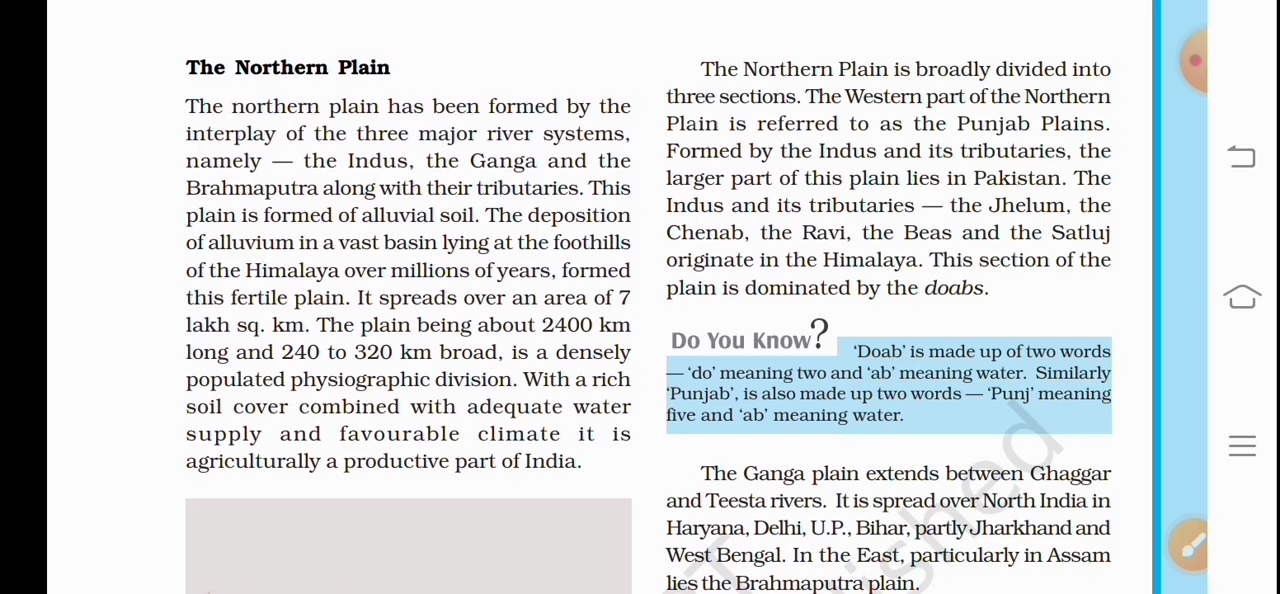 The Northern Plain
The northern plain has been formed by the
interplay of the three major river systems,
namely — the Indus, the Ganga and the
Brahmaputra along with their tributaries. This
plain is formed of alluvial soil. The deposition
of alluvium in a vast basin lying at the foothills
of the Himalaya over millions of years, formed
this fertile plain. It spreads over an area of 7
lakh sq. km. The plain being about 2400 km
long and 240 to 320 km broad, is a densely
populated physiographic division. With a rich
soil cover combined with adequate water
supply and favourable climate it is
agriculturally a productive part of India.
The Northern Plain is broadly divided into
three sections. The Western part of the Northern
Plain is referred to as the Punjab Plains.
Formed by the Indus and its tributaries, the
larger part of this plain lies in Pakistan. The
Indus and its tributaries — the Jhelum, the
Chenab, the Ravi, the Beas and the Satluj
originate in the Himalaya. This section of the
plain is dominated by the doabs.
Do You Know?
‘Doab’ is made up of two words
— ‘do’ meaning two and ‘ab’ meaning water. Similarly
‘Punjab’, is also made up two words — ‘Punj’ meaning
five and ‘ab’ meaning water.
The Ganga plain extends between Ghaggar
and Teesta rivers. It is spread over North India in
Haryana, Delhi, U.P., Bihar, partly Jharkhand and
West Bengal. In the East, particularly in Assam
lies the Brahmaputra plain.